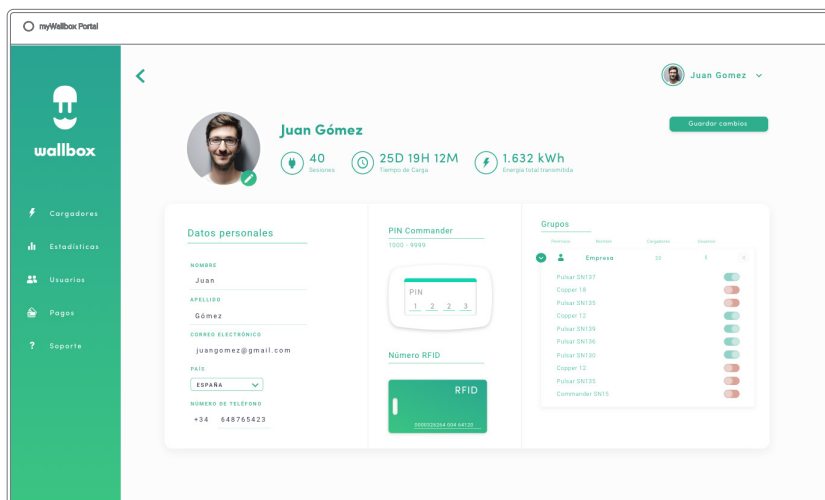 myWallbox Portal
wallbox
Cargadores
Estadísticas
Usuarios
Pagos
? Soporte
Juan Gomez
Guardar cambios
Juan Gómez
40
Sesiones
25D 19H 12M
Tiempo de Carga
1.632 kWh
Energía total transmitida
Datos personales
NOMBRE
Juan
APELLIDO
Gómez
CORREO ELECTRÓNICO
juangomez@gmail.com
PAÍS
ESPAÑA
NÚMERO DE TELÉFONO
+34 648765423
PIN Commander
1000 - 9999
PIN
1 2 2 3
Número RFID
RFID
Grupos
Nombre
Cargadores
Usuarios
Empresa
Pulsar SN137
Copper 18
Pulsar SN135
Copper 12
Pulsar SN139
Pulsar SN136
Pulsar SN130
Copper 12
Pulsar SN135
Commander SN15